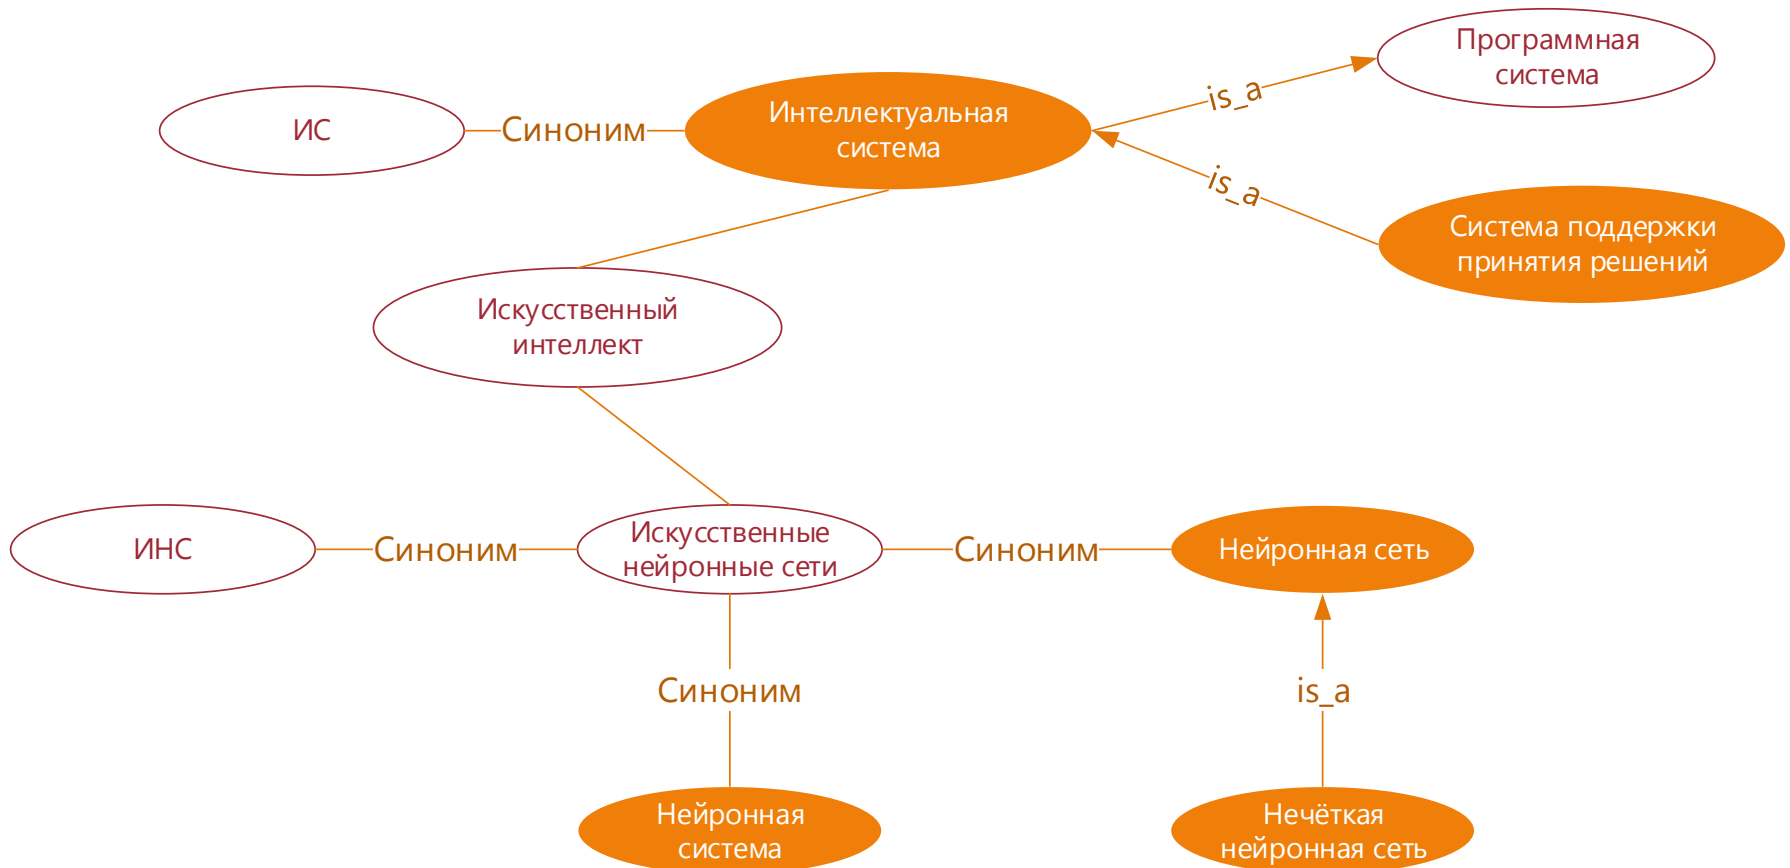 Программная
система
is_a
Интеллектуальная
система
ИС
Синоним
is_a
Система поддержки
принятия решений
Искусственный
интеллект
ИНС
Синоним
Искусственные
нейронные сети
Синоним
Нейронная сеть
Синоним
is_a
Нейронная
система
Нечёткая
нейронная сеть